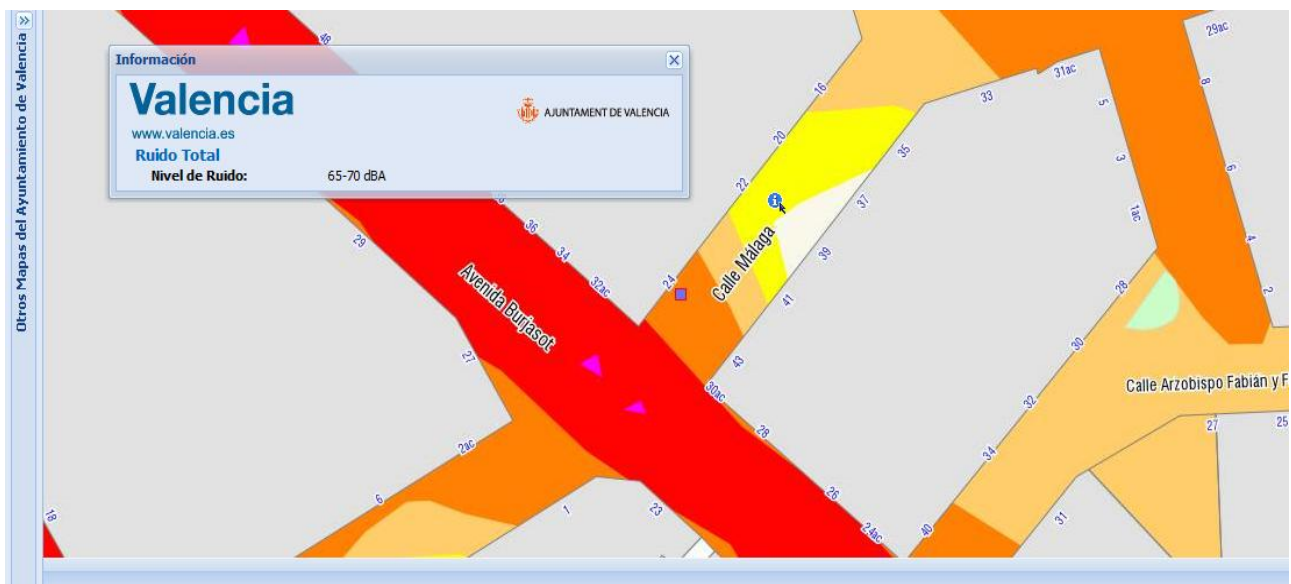 Otros Mapas del Ayuntamiento de Valencia
Información
Valencia
AJUNTAMENT DE VALENCIA
www.valencia.es
Ruido Total
Nivel de Ruido: 65-70 dBA
48
16
20
22
24
29
36
34
32ac
Avenida Burjasot
Calle Málaga
33
31ac
35
37
39
41
43
29ac
8
6
4
2
5
3
1ac
28
30
32
34
40
Calle Arzobispo Fabián y F
27
25
31
27
2ac
6
1
23
30ac
28
26
24ac
18